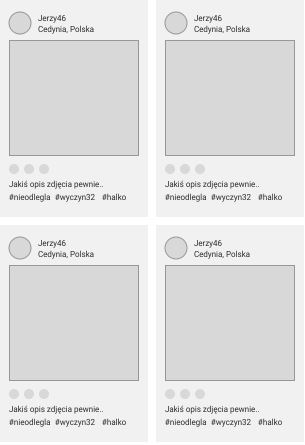 Jerzy46
Cedynia, Polska
Jakiś opis zdjęcia pewnie..
#nieodlegla #wyczyn32 #halko
Jerzy46
Cedynia, Polska
Jakiś opis zdjęcia pewnie..
#nieodlegla #wyczyn32 #halko
Jerzy46
Cedynia, Polska
Jakiś opis zdjęcia pewnie..
#nieodlegla #wyczyn32 #halko
Jerzy46
Cedynia, Polska
Jakiś opis zdjęcia pewnie..
#nieodlegla #wyczyn32 #halko